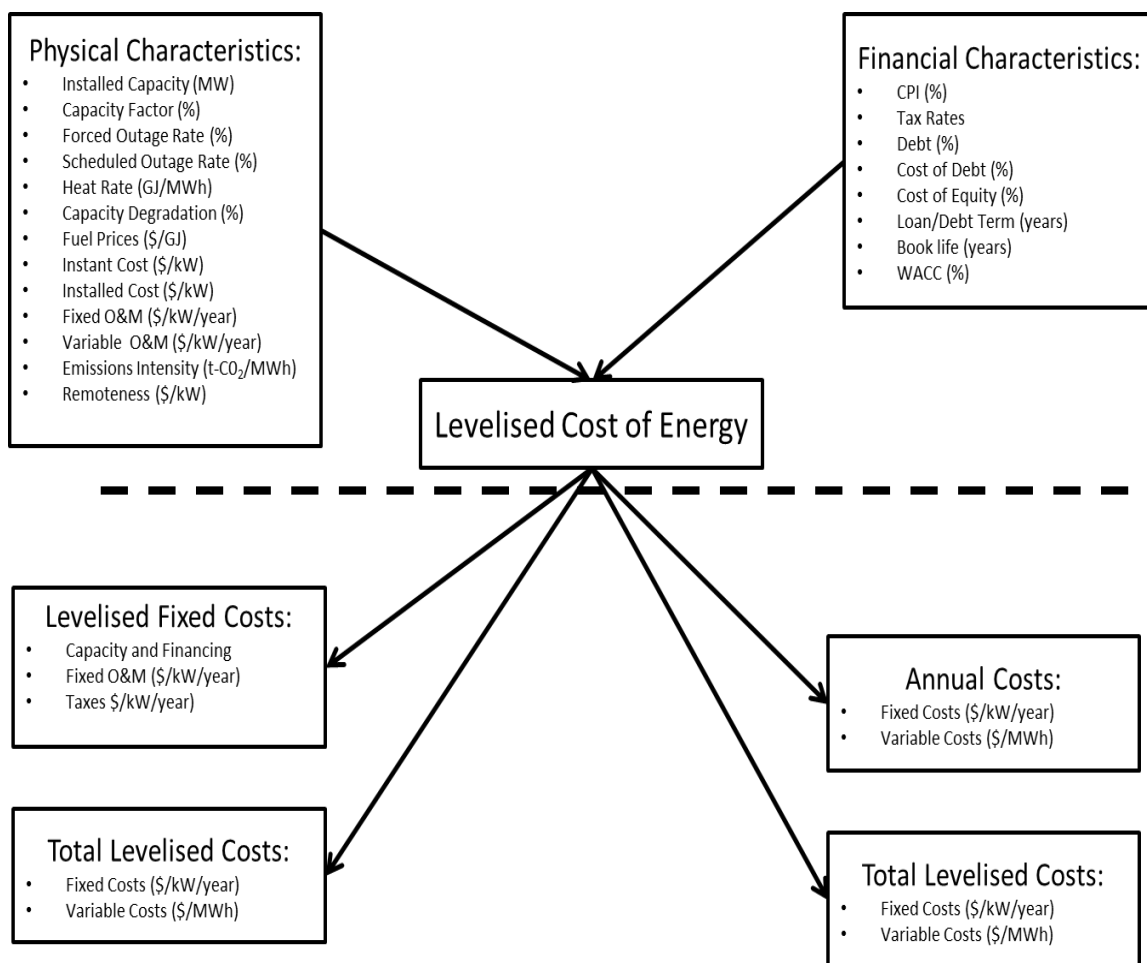 Physical Characteristics:
• Installed Capacity (MW)
• Capacity Factor (%)
• Forced Outage Rate (%)
• Scheduled Outage Rate (%)
• Heat Rate (GJ/MWh)
• Capacity Degradation (%)
• Fuel Prices ($/GJ)
• Instant Cost ($/kW)
• Installed Cost ($/kW)
• Fixed O&M ($/kW/year)
• Variable O&M ($/kW/year)
• Emissions Intensity (t-C0₂/MWh)
• Remoteness ($/kW)
Financial Characteristics:
• CPI (%)
• Tax Rates
• Debt (%)
• Cost of Debt (%)
• Cost of Equity (%)
• Loan/Debt Term (years)
• Book life (years)
• WACC (%)
Levelised Cost of Energy
Levelised Fixed Costs:
• Capacity and Financing
• Fixed O&M ($/kW/year)
• Taxes $/kW/year)
Annual Costs:
• Fixed Costs ($/kW/year)
• Variable Costs ($/MWh)
Total Levelised Costs:
• Fixed Costs ($/kW/year)
• Variable Costs ($/MWh)
Total Levelised Costs:
• Fixed Costs ($/kW/year)
• Variable Costs ($/MWh)